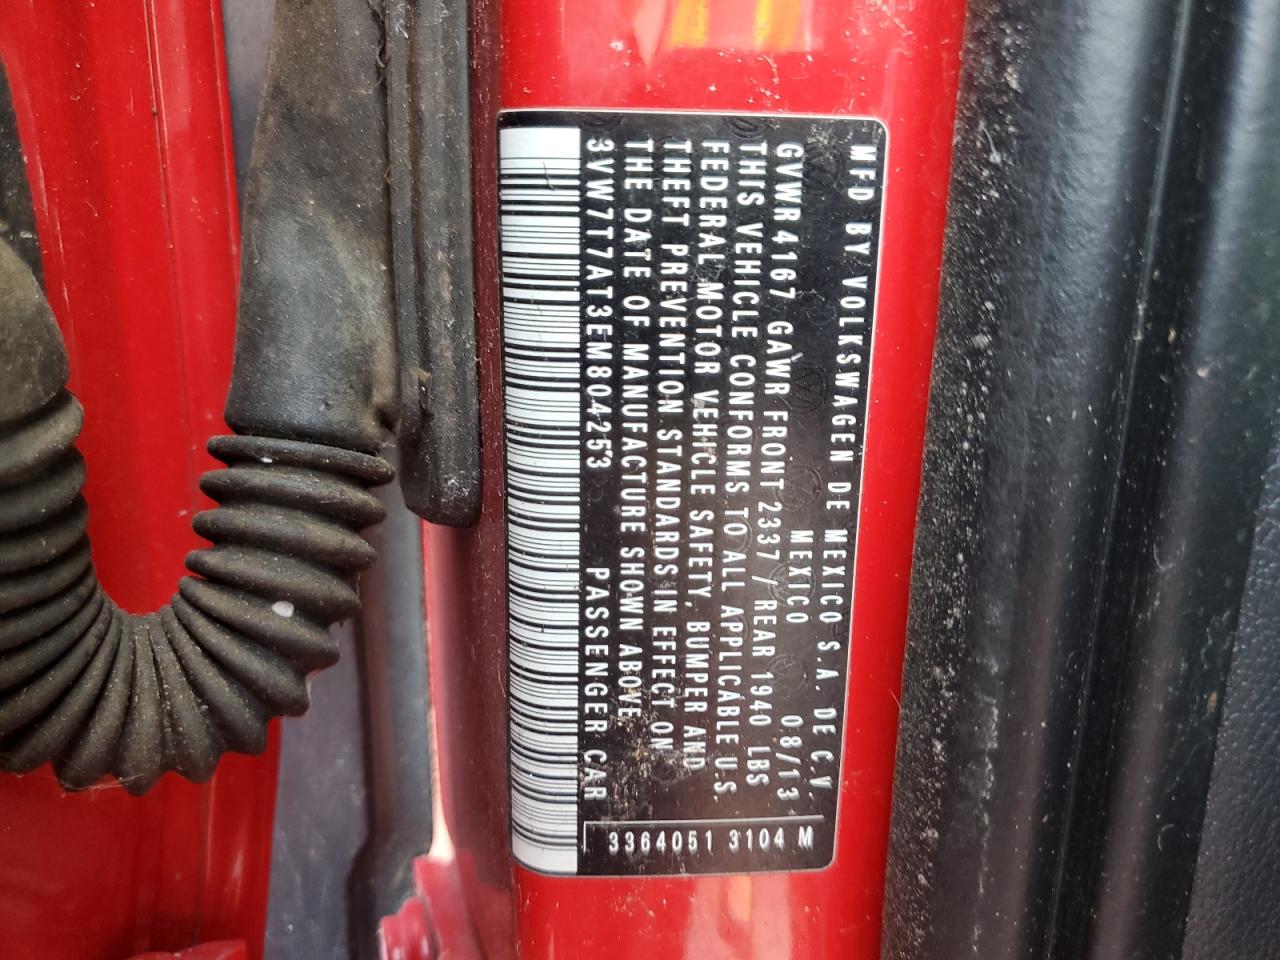 MFD BY VOLKSWAGEN DE MEXICO S.A. DE C.V.
MEXICO 08/13
GVWR 4167 GAWR FRONT 2337 / REAR 1940 LBS
THIS VEHICLE CONFORMS TO ALL APPLICABLE U.S.
FEDERAL MOTOR VEHICLE SAFETY, BUMPER AND
THEFT PREVENTION STANDARDS IN EFFECT ON
THE DATE OF MANUFACTURE SHOWN ABOVE
3VW7T7AT3EM804253 PASSENGER CAR
3364051 3104 M